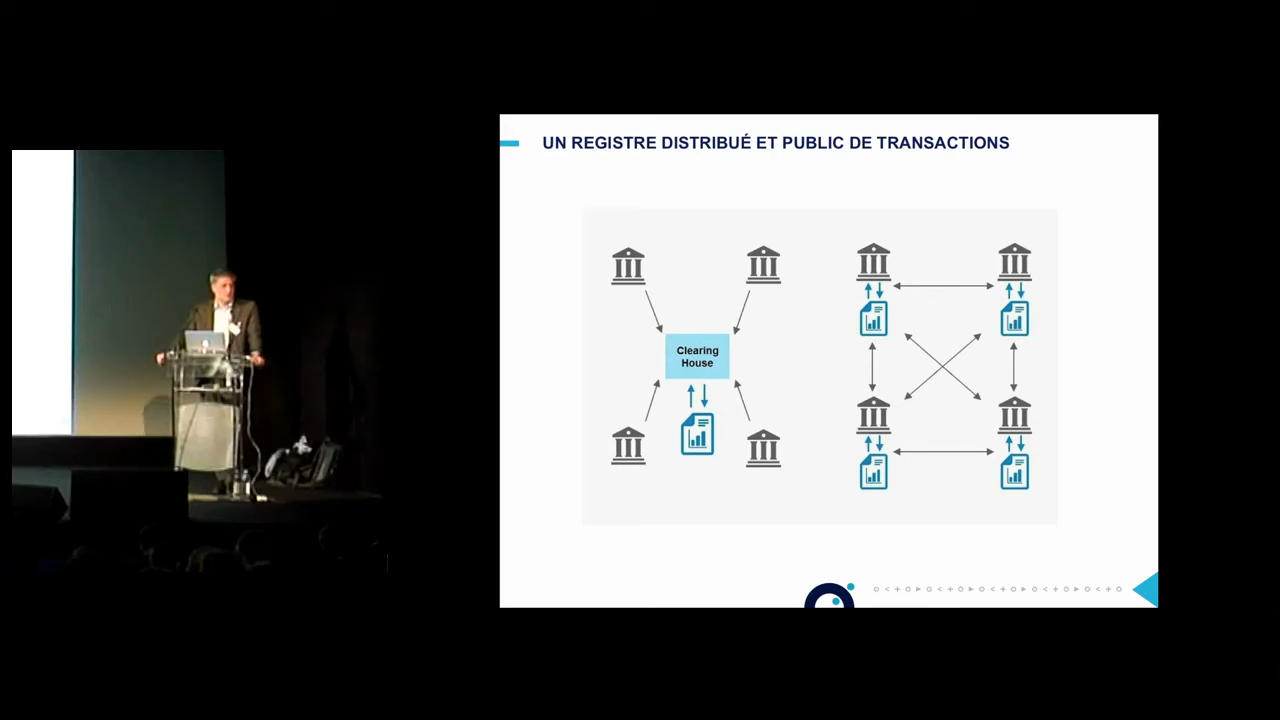 UN REGISTRE DISTRIBUÉ ET PUBLIC DE TRANSACTIONS
Clearing
House